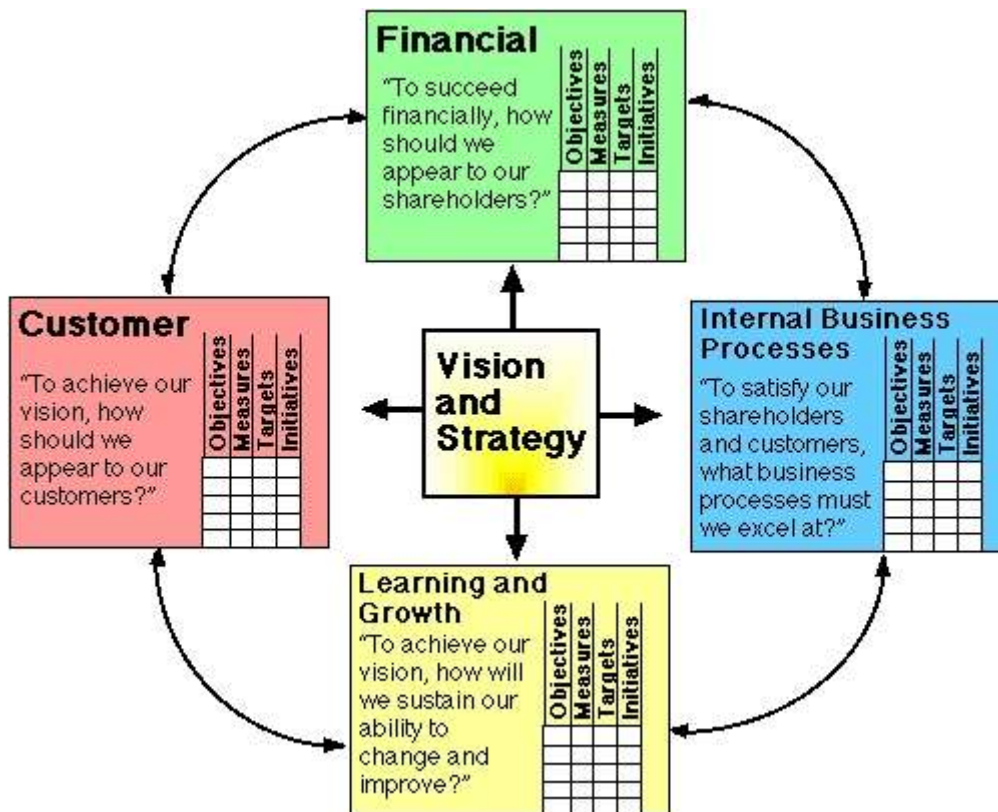 Financial
“To succeed
financially, how
should we
appear to our
shareholders?”
Objectives
Measures
Targets
Initiatives
Customer
“To achieve our
vision, how
should we
appear to our
customers?”
Objectives
Measures
Targets
Initiatives
Vision
and
Strategy
Internal Business
Processes
“To satisfy our
shareholders
and customers,
what business
processes must
we excel at?”
Objectives
Measures
Targets
Initiatives
Learning and
Growth
“To achieve our
vision, how will
we sustain our
ability to
change and
improve?”
Objectives
Measures
Targets
Initiatives